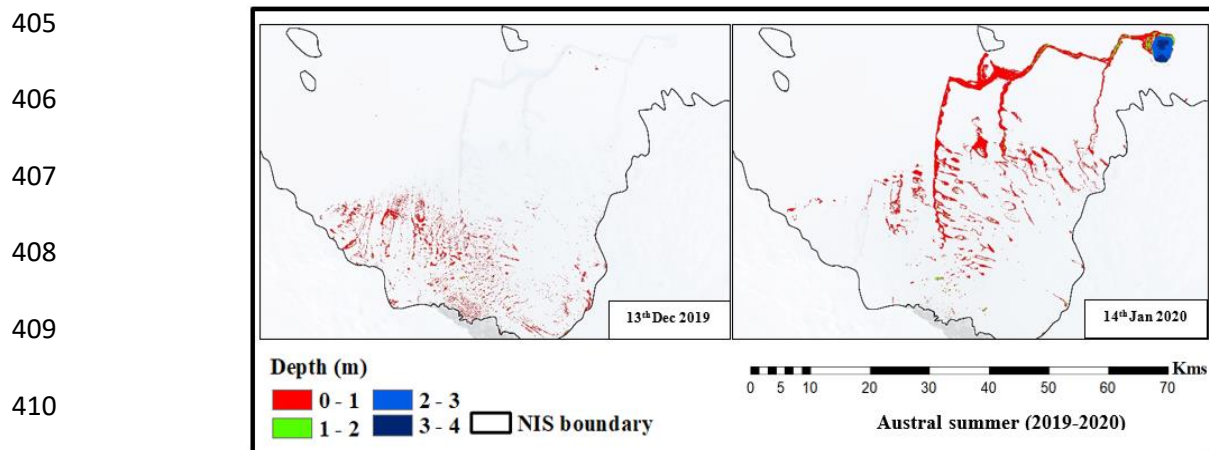 405
406
407
408
409
410
13th Dec 2019
14th Jan 2020
Depth (m)
0 - 1
2 - 3
1 - 2
3 - 4
NIS boundary
Kms
0 5 10 20 30 40 50 60 70
Austral summer (2019-2020)